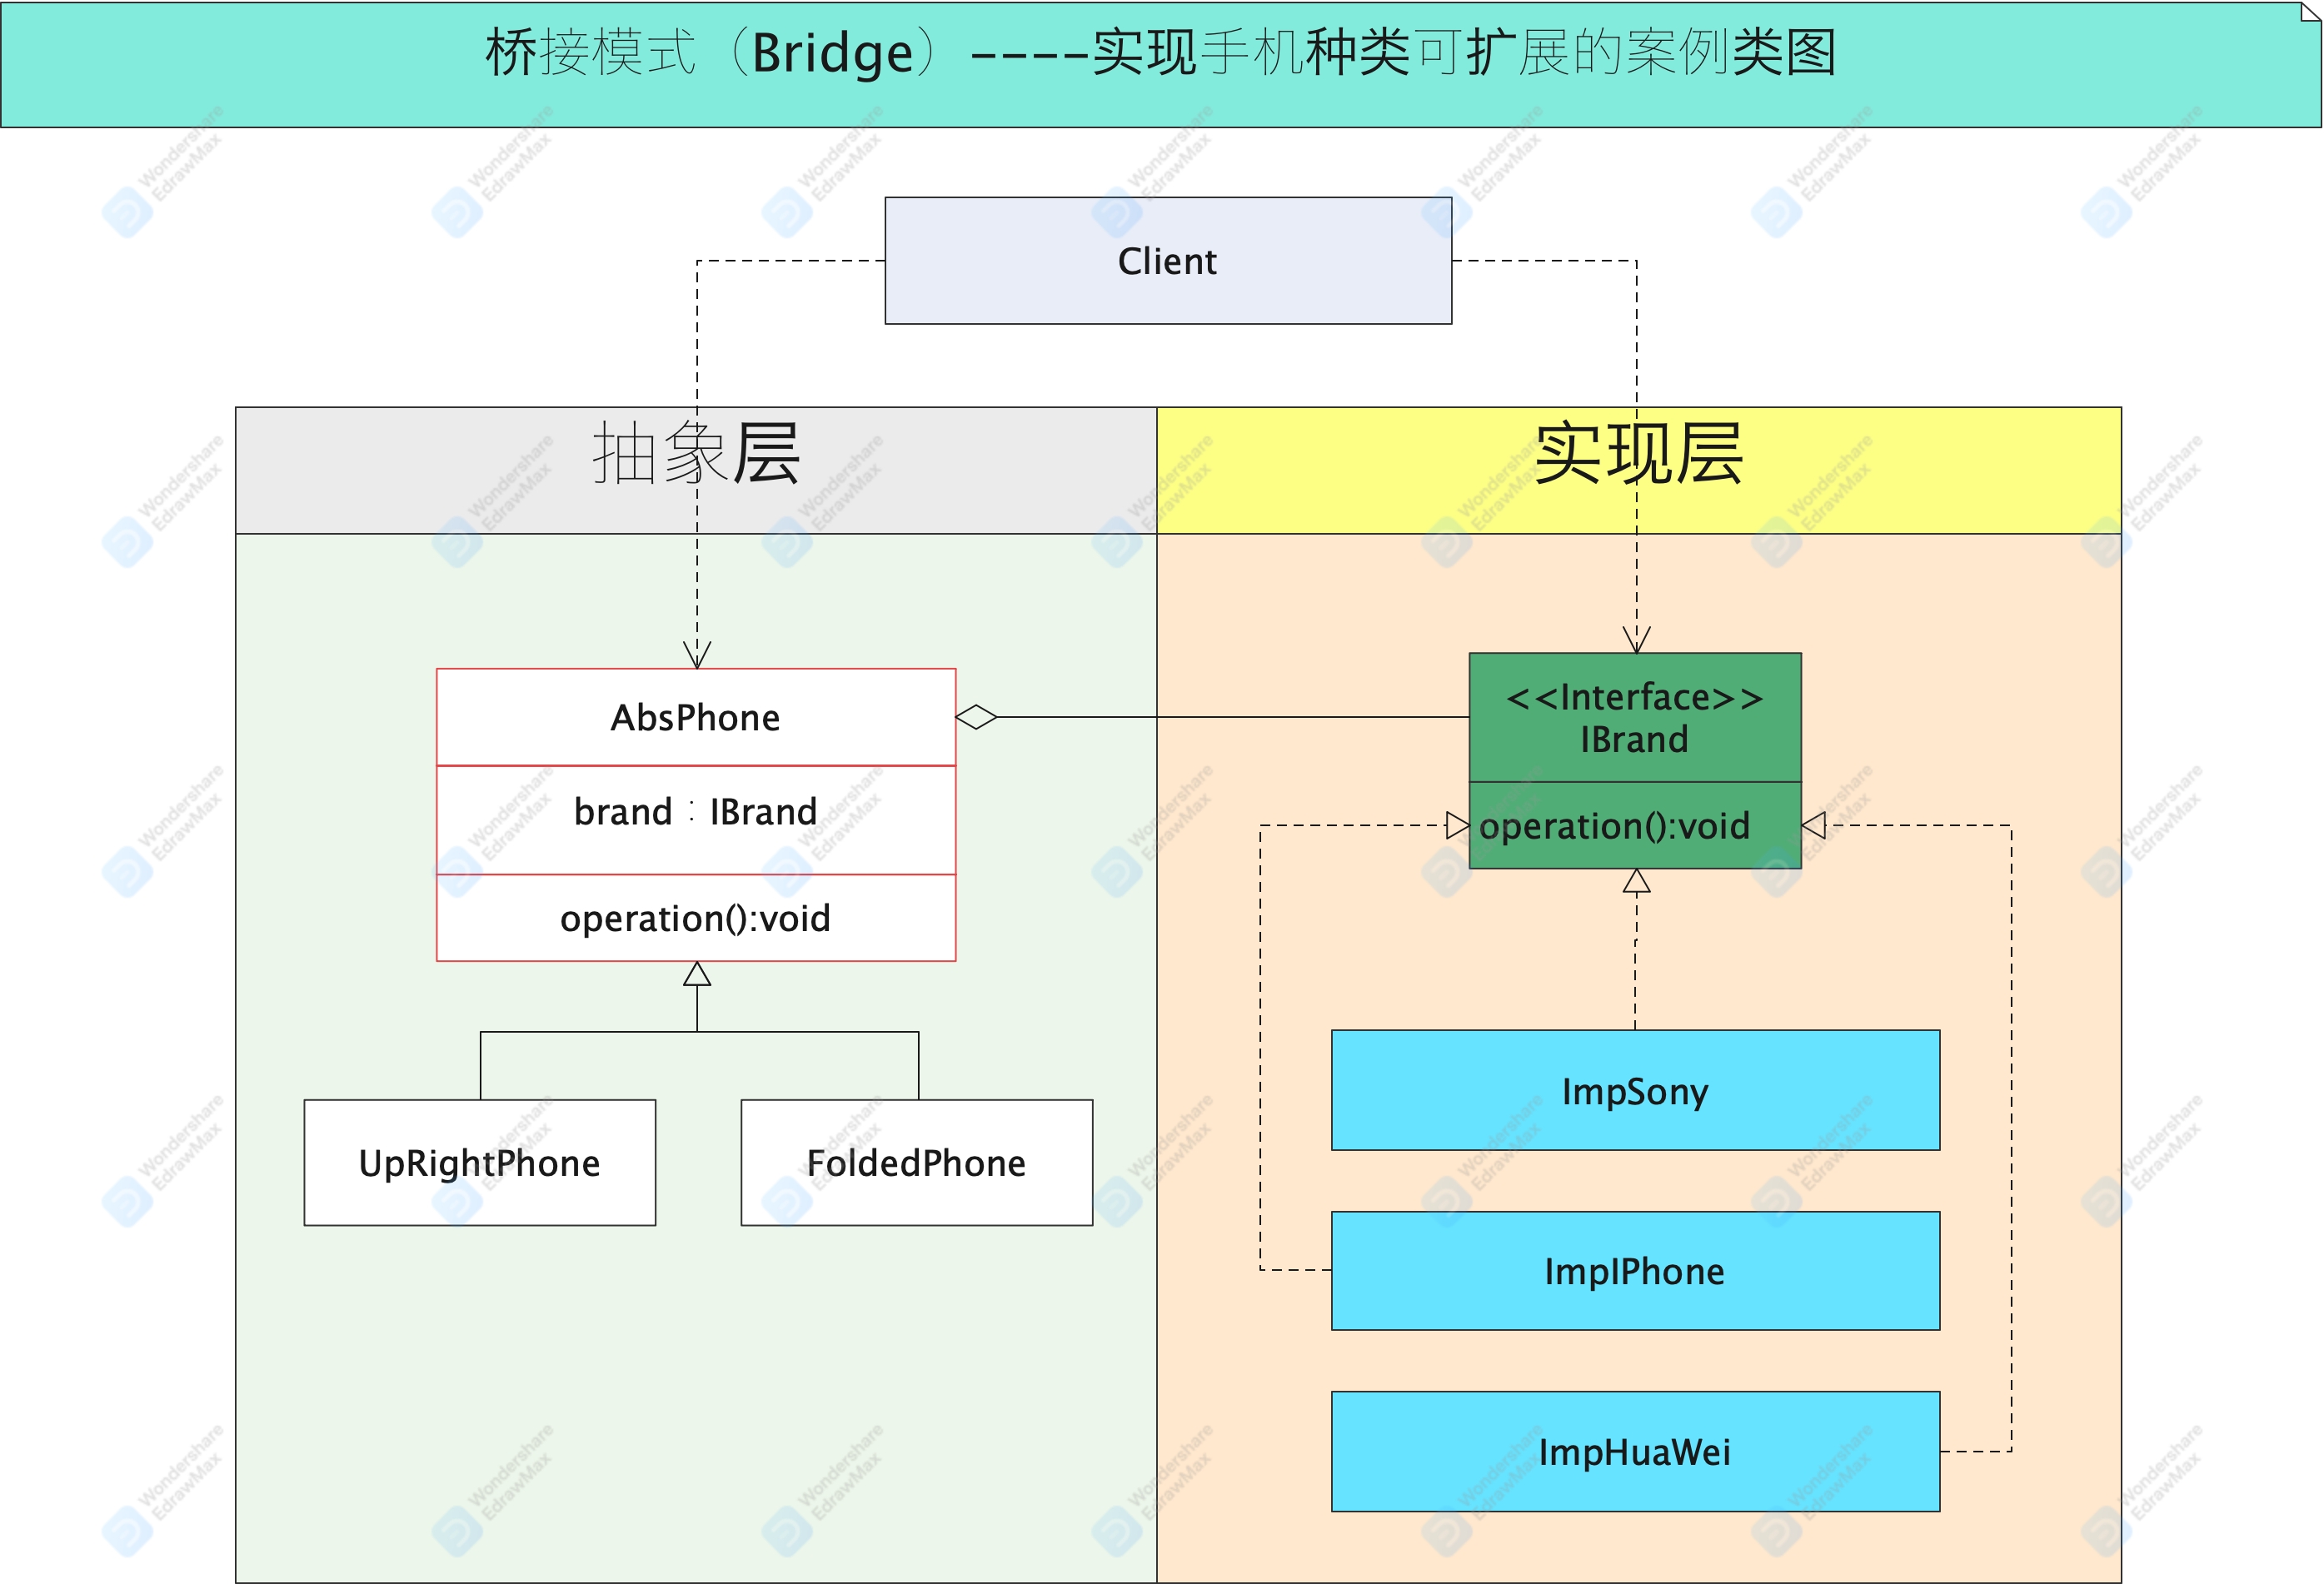 桥接模式（Bridge）----实现手机种类可扩展的案例类图
Client
抽象层
实现层
AbsPhone
brand：IBrand
operation():void
<<Interface>>
IBrand
operation():void
UpRightPhone
FoldedPhone
ImpSony
ImpIPhone
ImpHuaWei
Wondershare
EdrawMax